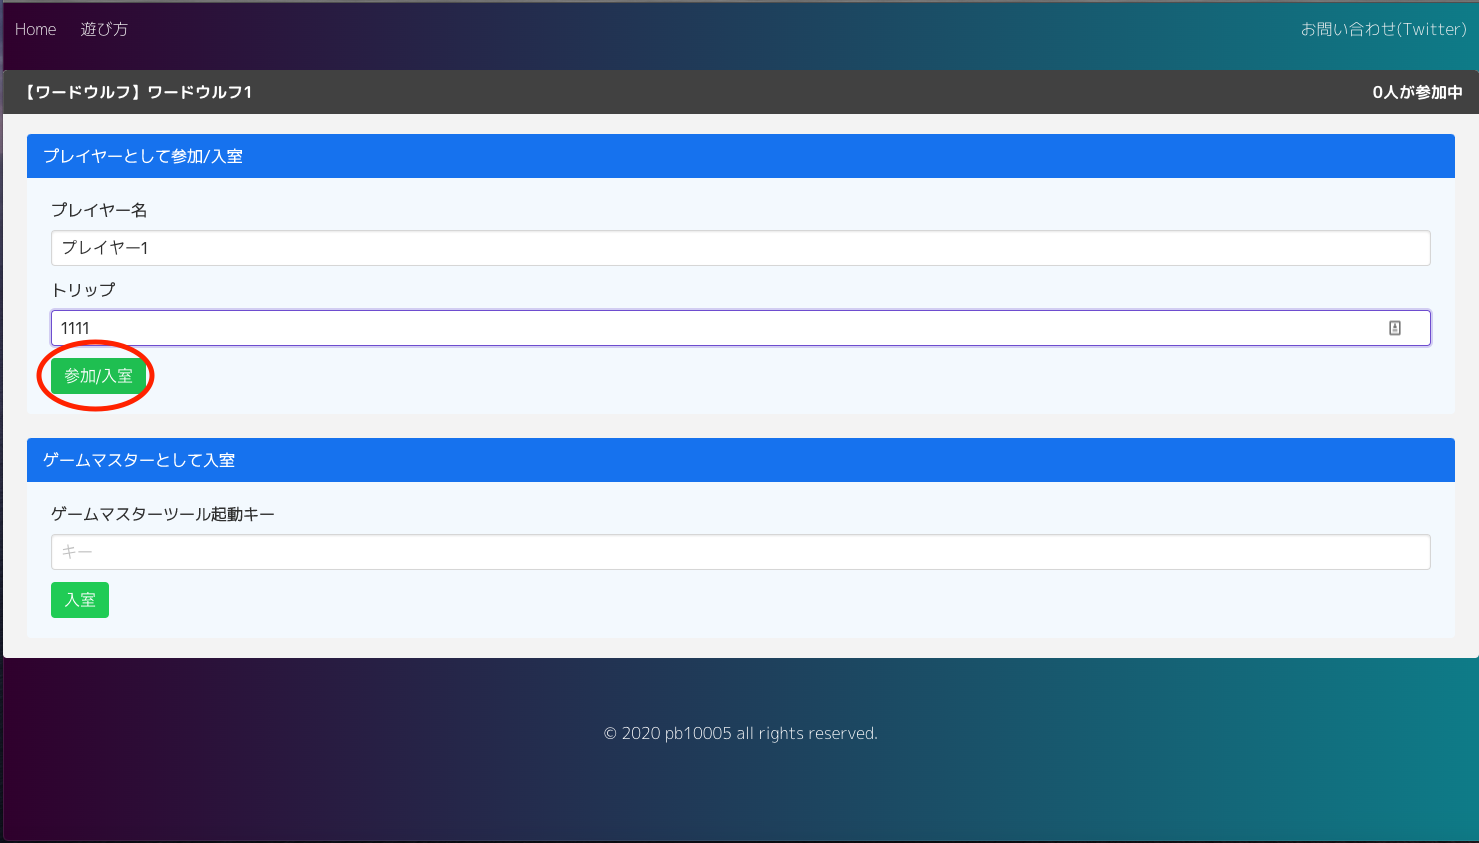 Home 遊び方 お問い合わせ(Twitter)
【ワードウルフ】ワードウルフ1 0人が参加中
プレイヤーとして参加/入室
プレイヤー名
プレイヤー1
トリップ
1111
参加/入室
ゲームマスターとして入室
ゲームマスターツール起動キー
キー
入室
© 2020 pb10005 all rights reserved.